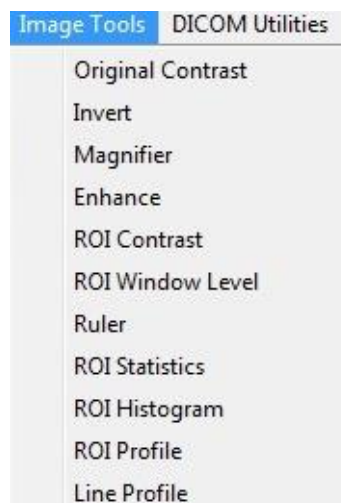 Image Tools DICOM Utilities
Original Contrast
Invert
Magnifier
Enhance
ROI Contrast
ROI Window Level
Ruler
ROI Statistics
ROI Histogram
ROI Profile
Line Profile